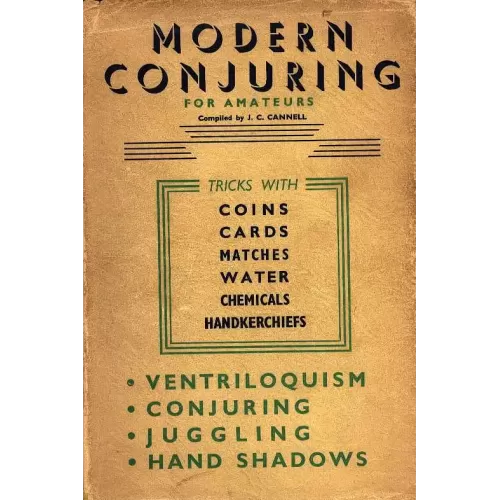 MODERN
CONJURING
FOR AMATEURS
Compiled by J. C. CANNELL
TRICKS WITH
COINS
CARDS
MATCHES
WATER
CHEMICALS
HANDKERCHIEFS
• VENTRILOQUISM
• CONJURING
• JUGGLING
• HAND SHADOWS